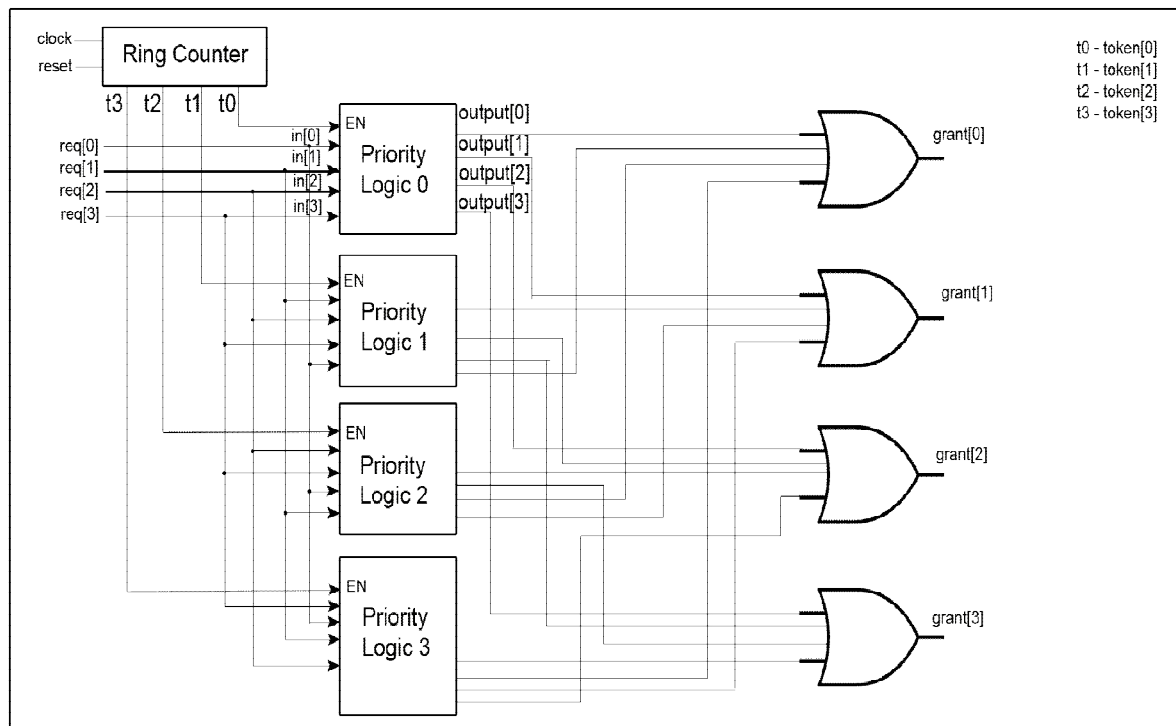 clock
reset
Ring Counter
t3 t2 t1 t0
t0 - token[0]
t1 - token[1]
t2 - token[2]
t3 - token[3]
req[0]
req[1]
req[2]
req[3]
in[0]
in[1]
in[2]
in[3]
EN
Priority
Logic 0
output[0]
output[1]
output[2]
output[3]
grant[0]
EN
Priority
Logic 1
grant[1]
EN
Priority
Logic 2
grant[2]
EN
Priority
Logic 3
grant[3]